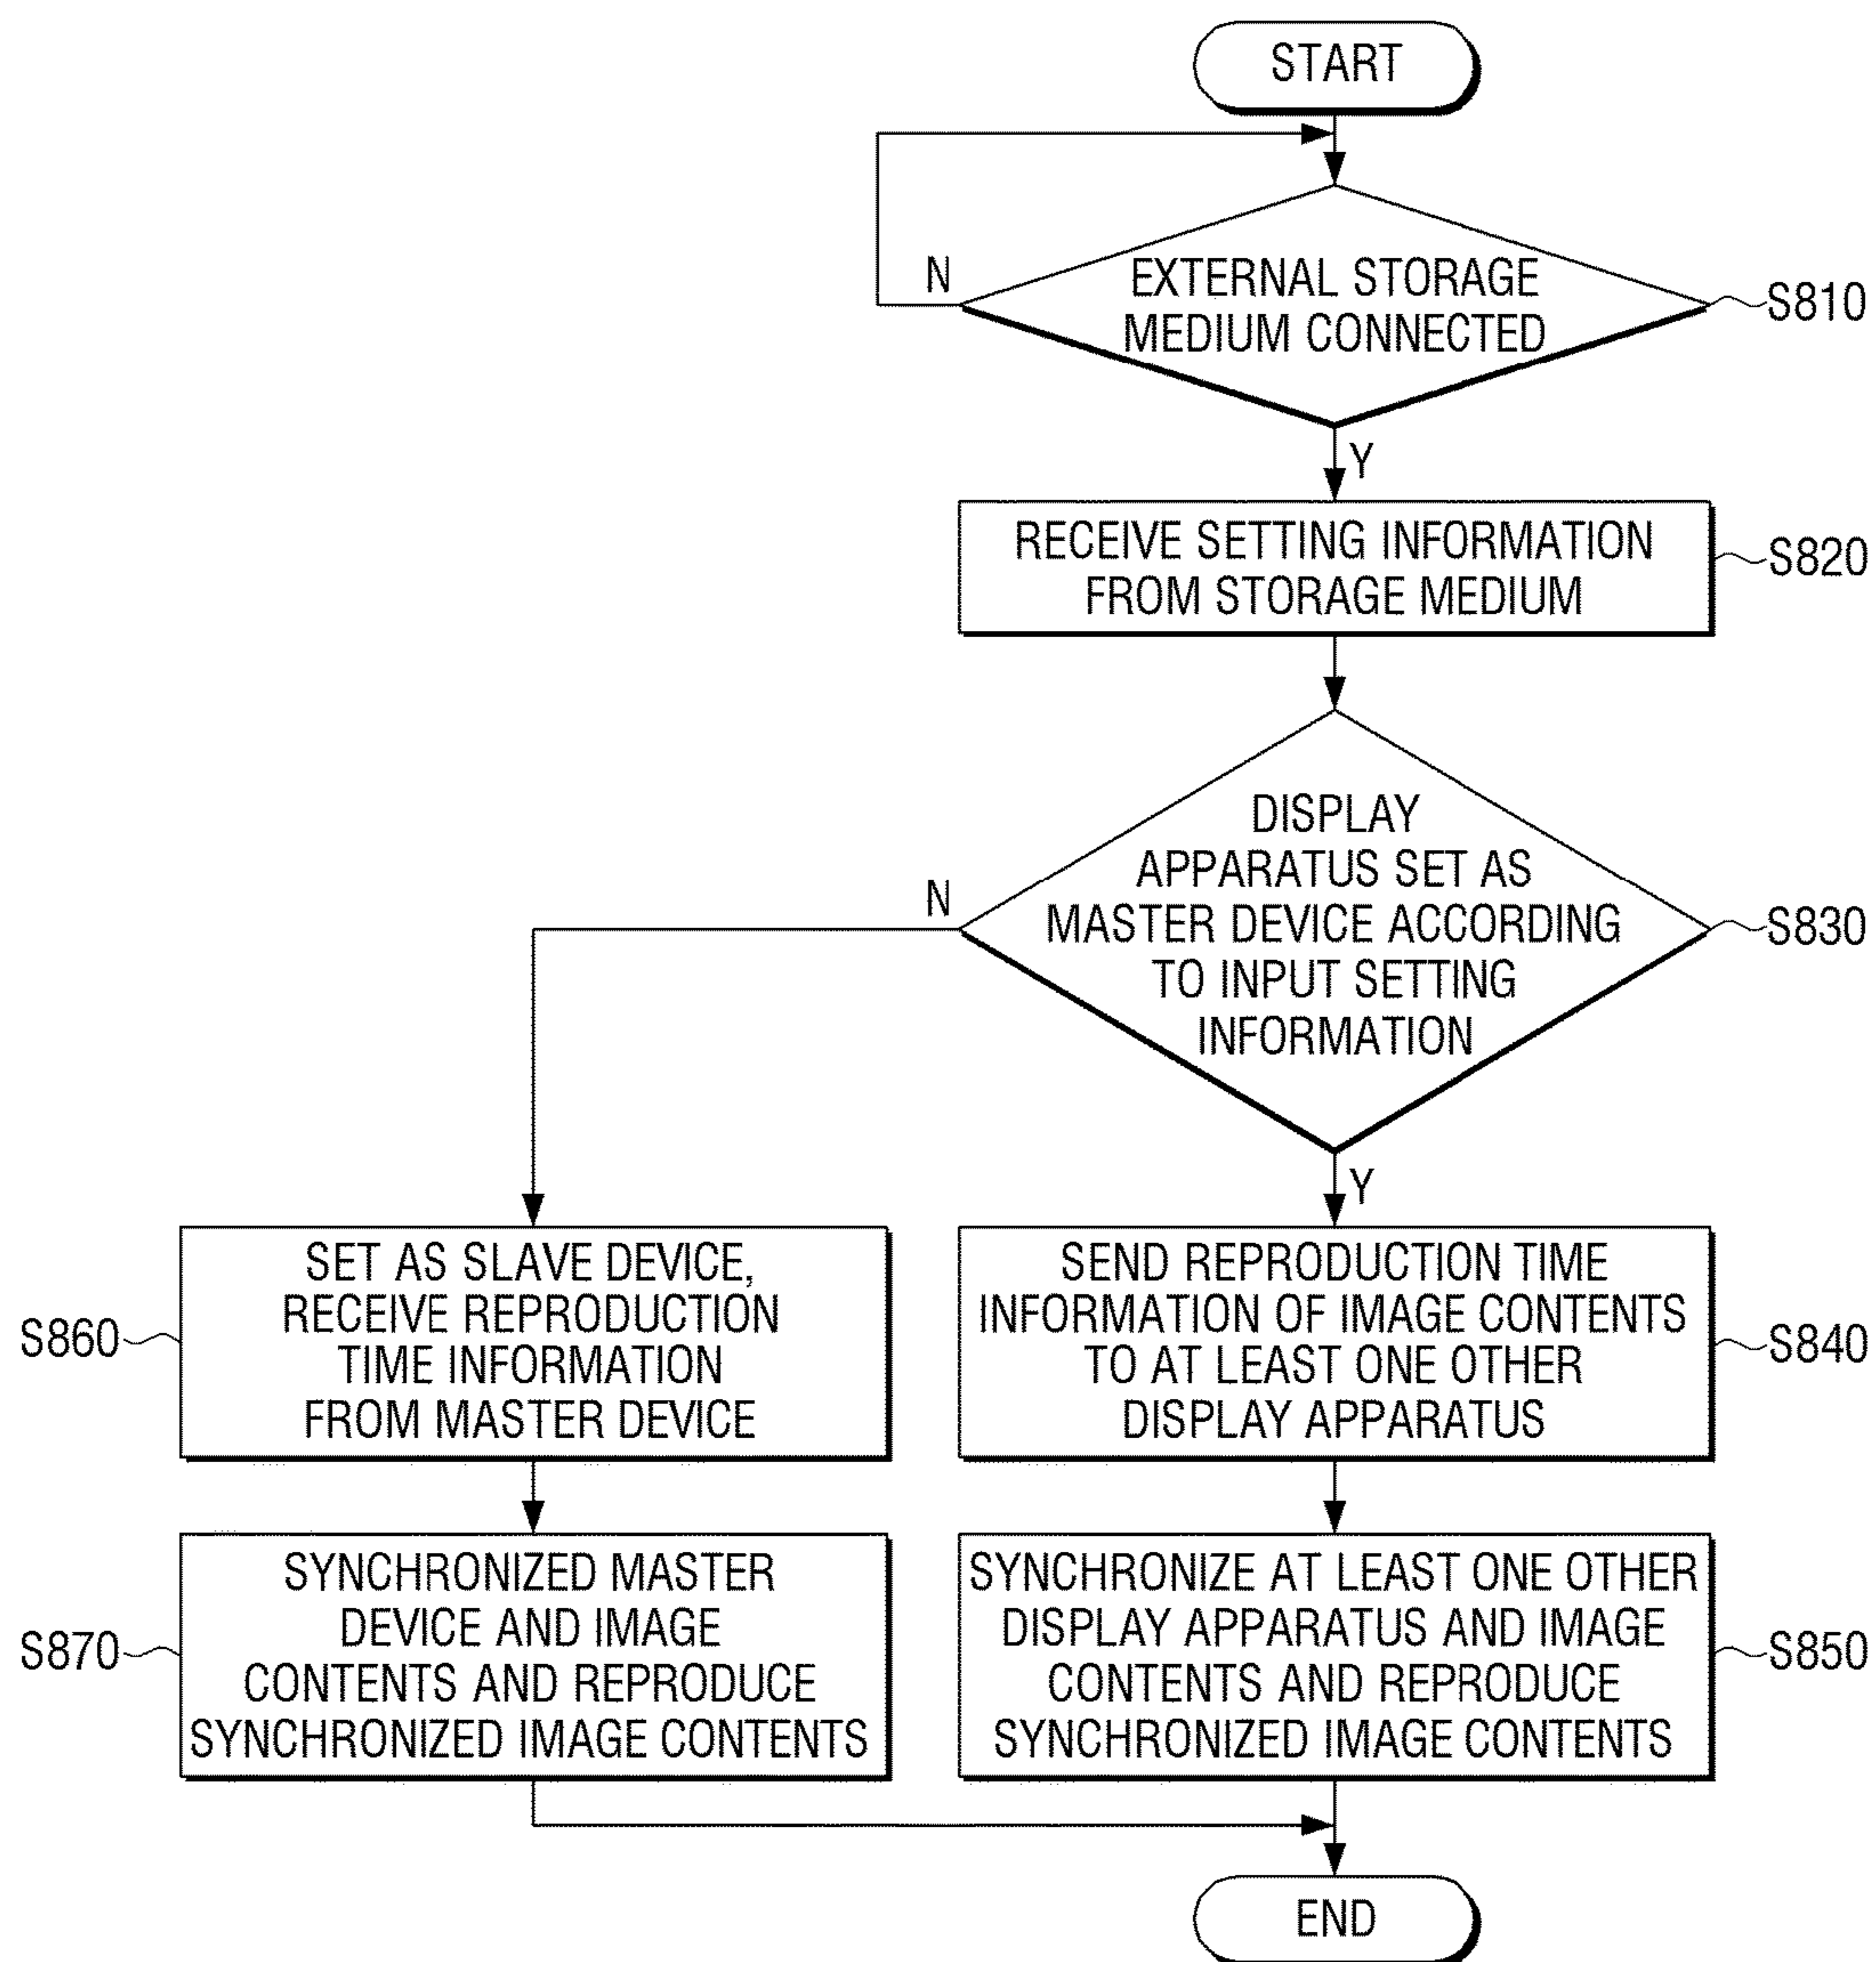 START
N
EXTERNAL STORAGE
MEDIUM CONNECTED
S810
Y
RECEIVE SETTING INFORMATION
FROM STORAGE MEDIUM
S820
DISPLAY
APPARATUS SET AS
MASTER DEVICE ACCORDING
TO INPUT SETTING
INFORMATION
N
S830
Y
SET AS SLAVE DEVICE,
RECEIVE REPRODUCTION
TIME INFORMATION
FROM MASTER DEVICE
S860
SEND REPRODUCTION TIME
INFORMATION OF IMAGE CONTENTS
TO AT LEAST ONE OTHER
DISPLAY APPARATUS
S840
SYNCHRONIZED MASTER
DEVICE AND IMAGE
CONTENTS AND REPRODUCE
SYNCHRONIZED IMAGE CONTENTS
S870
SYNCHRONIZE AT LEAST ONE OTHER
DISPLAY APPARATUS AND IMAGE
CONTENTS AND REPRODUCE
SYNCHRONIZED IMAGE CONTENTS
S850
END